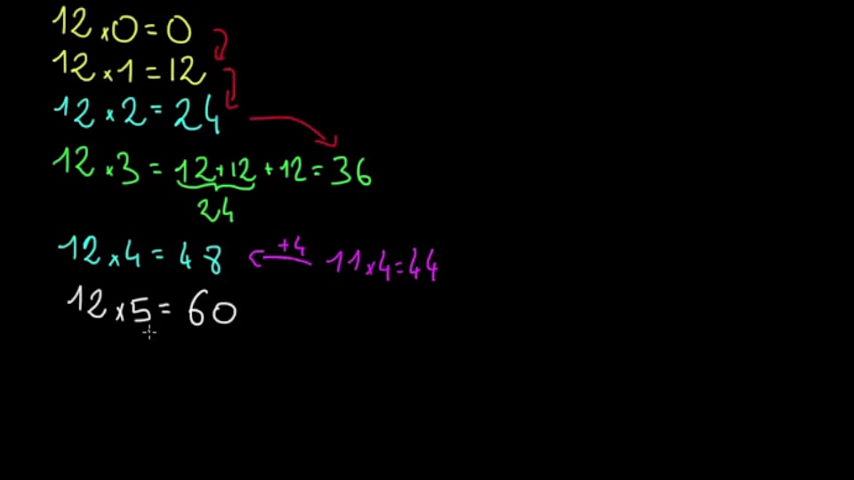 12 × 0 = 0
12 × 1 = 12
12 × 2 = 24
12 × 3 = 12 + 12 + 12 = 36
24
12 × 4 = 48 +4 11 × 4 = 44
12 × 5 = 60